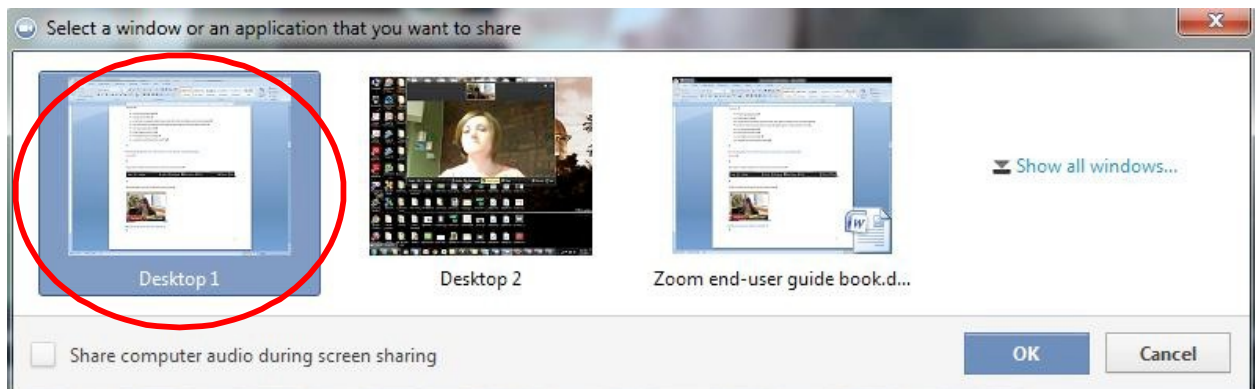 Select a window or an application that you want to share
Desktop 1
Desktop 2
Zoom end-user guide book.d...
Show all windows...
Share computer audio during screen sharing
OK
Cancel